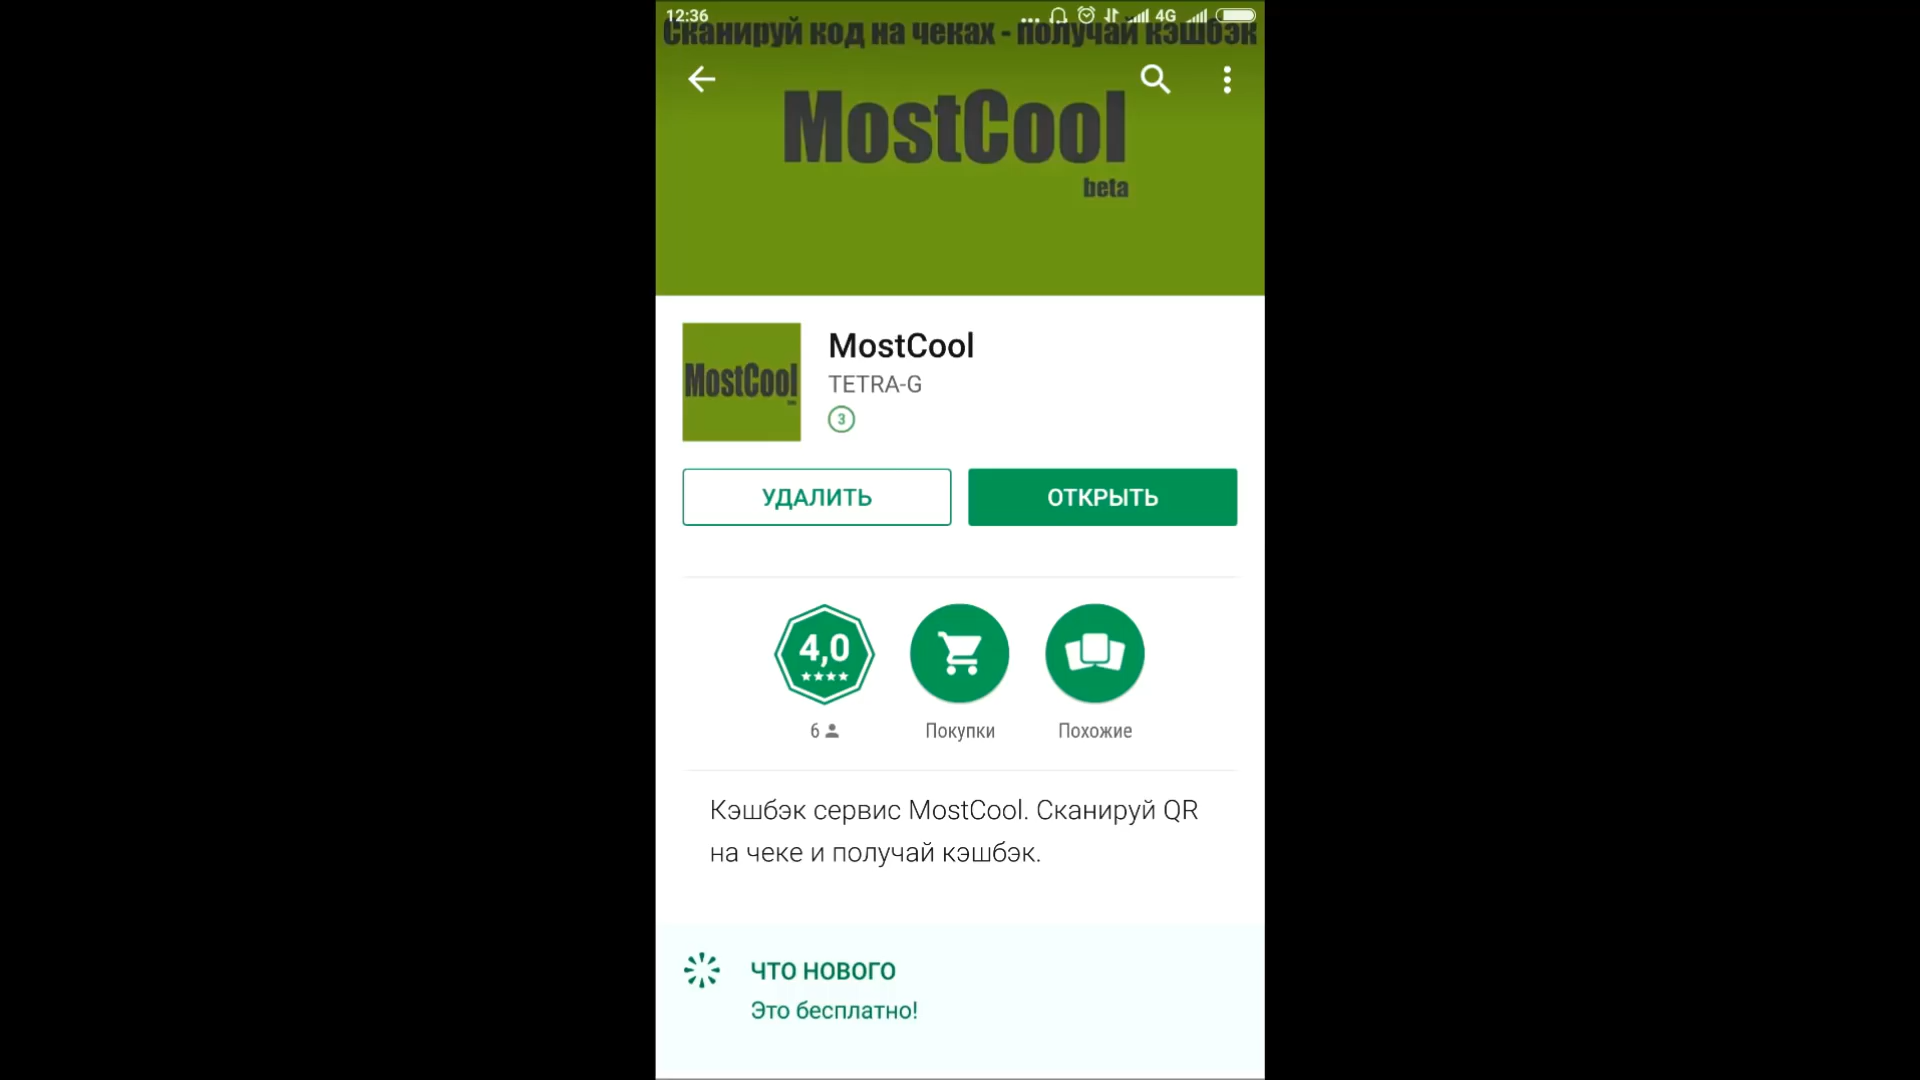 12:36
4G
Сканируй код на чеках - получай кэшбэк
MostCool
beta
MostCool
MostCool
TETRA-G
3
УДАЛИТЬ
ОТКРЫТЬ
4,0
6
Покупки
Похожие
Кэшбэк сервис MostCool. Сканируй QR
на чеке и получай кэшбэк.
ЧТО НОВОГО
Это бесплатно!